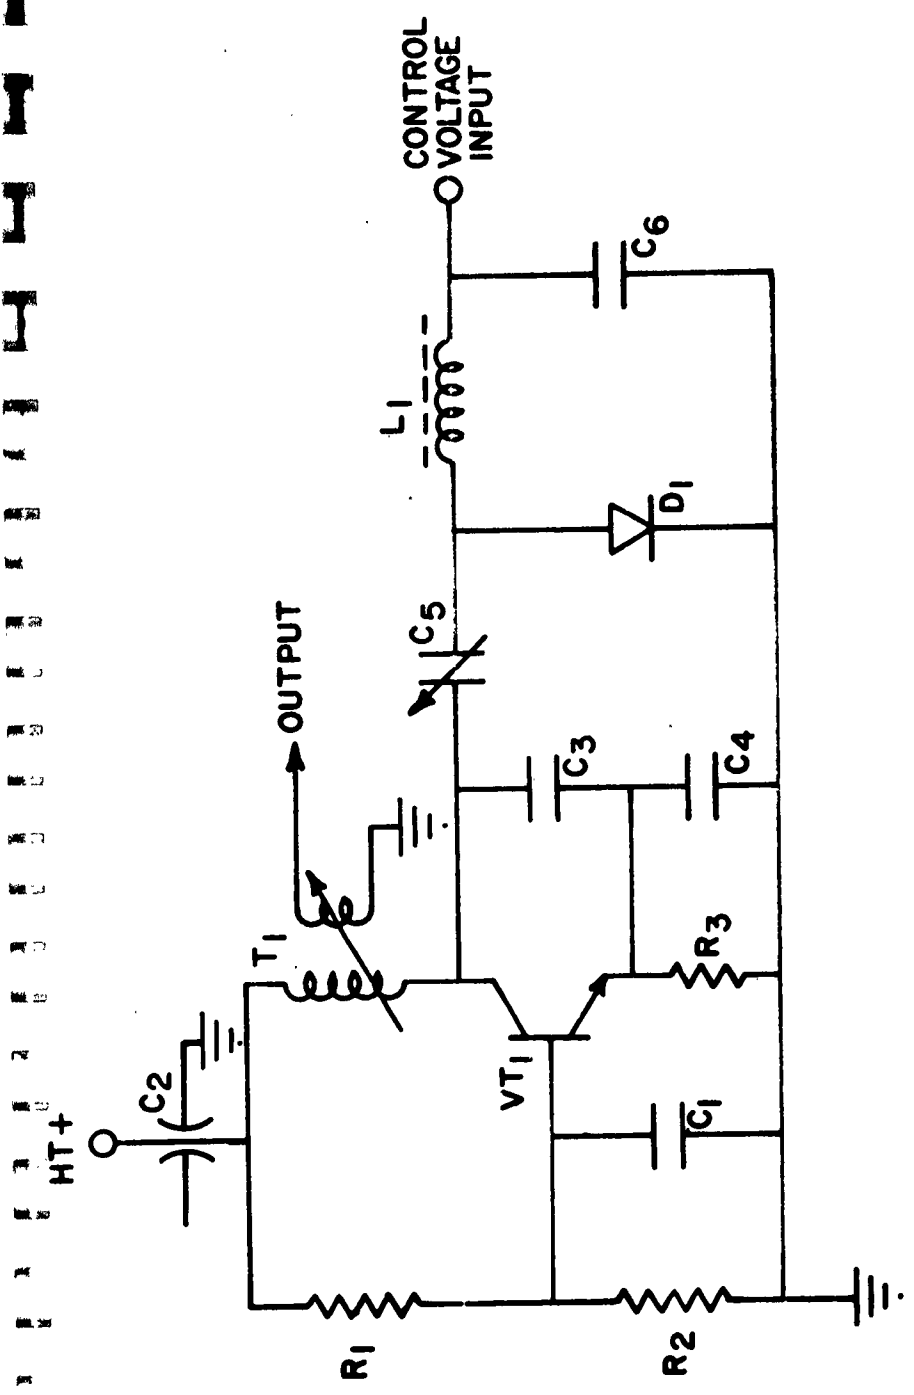 HT+
C2
T1
OUTPUT
L1
CONTROL
VOLTAGE
INPUT
C5
C3
C6
D1
C4
VT1
R3
C1
R1
R2